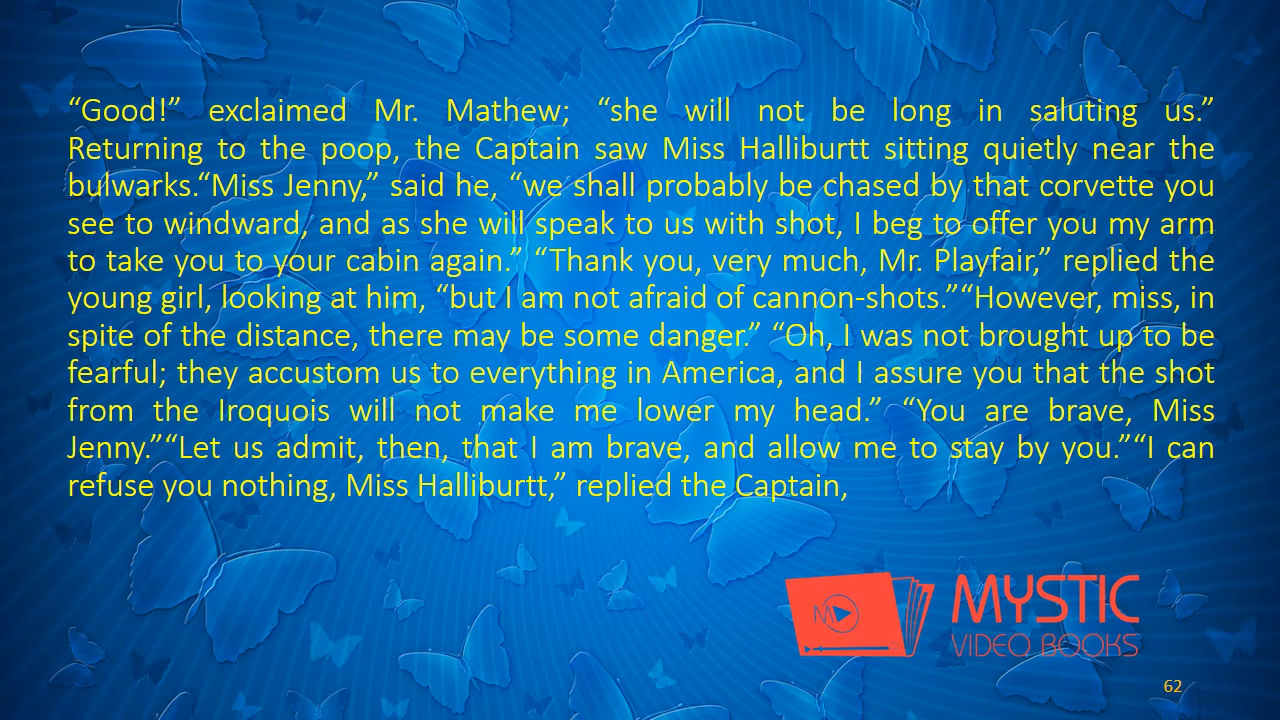 “Good!” exclaimed Mr. Mathew; “she will not be long in saluting us.”
Returning to the poop, the Captain saw Miss Halliburtt sitting quietly near the
bulwarks.“Miss Jenny,” said he, “we shall probably be chased by that corvette you
see to windward, and as she will speak to us with shot, I beg to offer you my arm
to take you to your cabin again.” “Thank you, very much, Mr. Playfair,” replied the
young girl, looking at him, “but I am not afraid of cannon-shots.”“However, miss, in
spite of the distance, there may be some danger.” “Oh, I was not brought up to be
fearful; they accustom us to everything in America, and I assure you that the shot
from the Iroquois will not make me lower my head.” “You are brave, Miss
Jenny.”“Let us admit, then, that I am brave, and allow me to stay by you.”“I can
refuse you nothing, Miss Halliburtt,” replied the Captain,
MYSTIC
VIDEO BOOKS
62